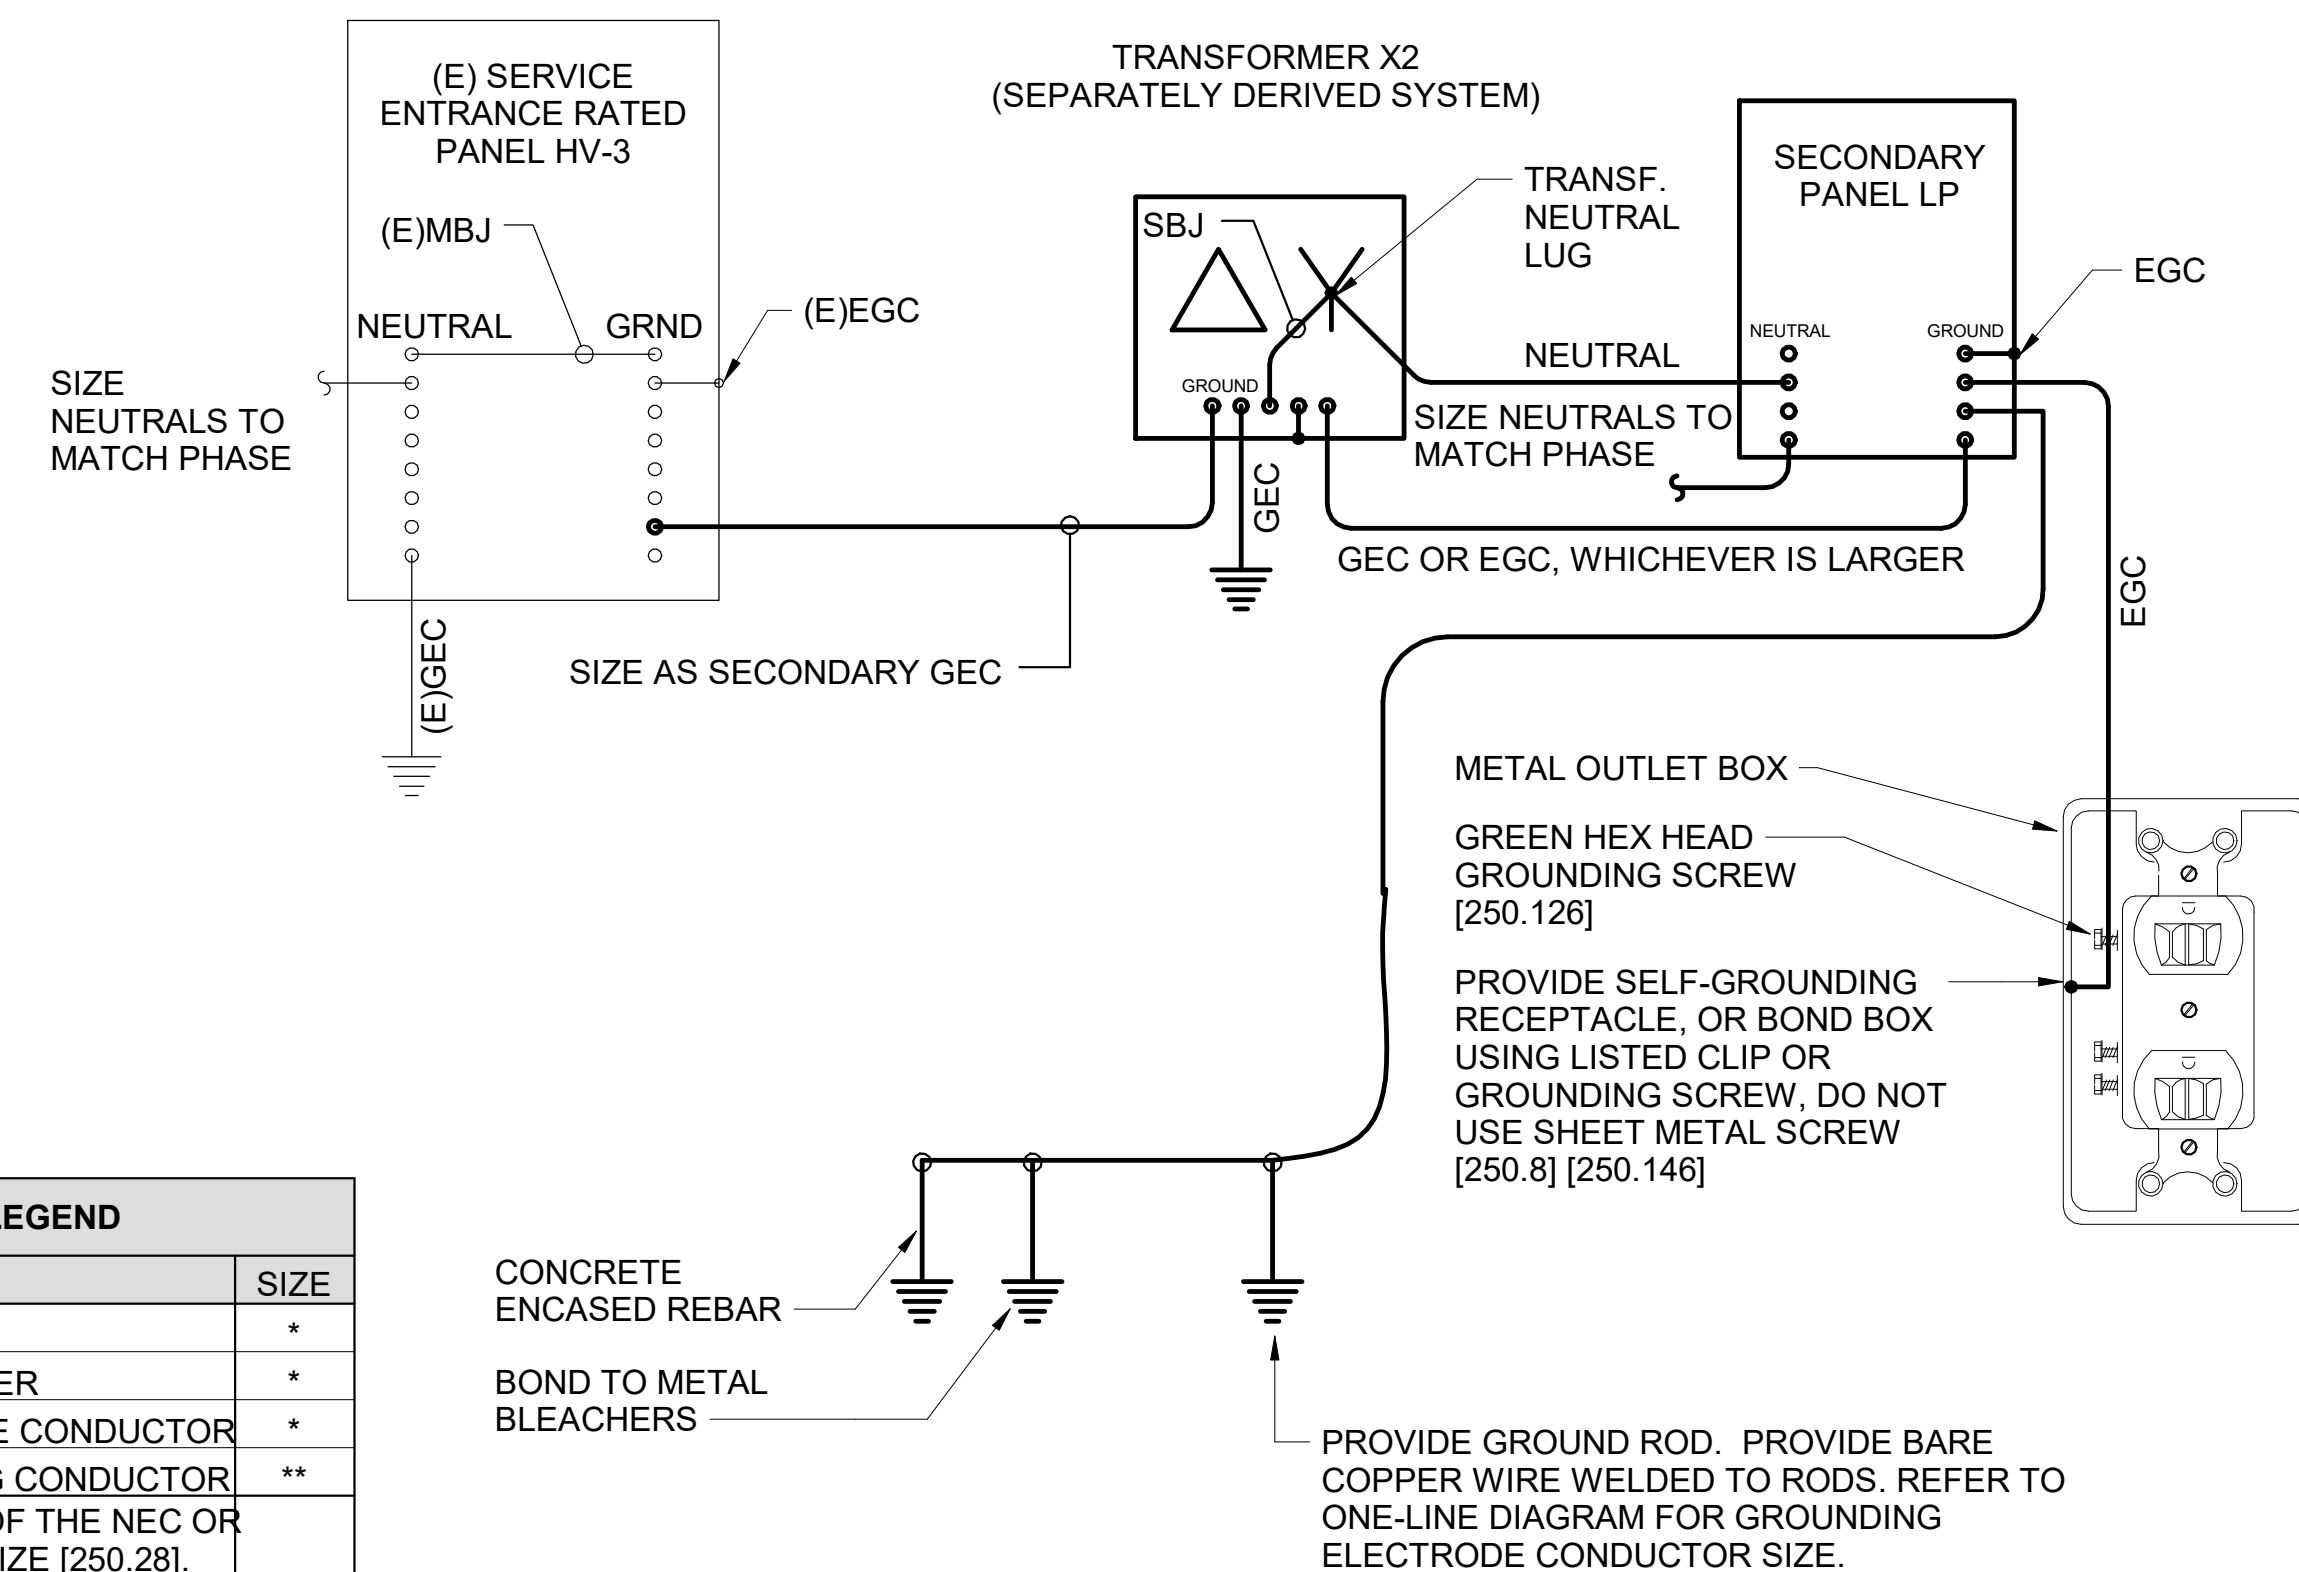 (E) SERVICE
ENTRANCE RATED
PANEL HV-3
(E)MBJ
NEUTRAL
GRND
(E)EGC
SIZE
NEUTRALS TO
MATCH PHASE
(E)GEC
SIZE AS SECONDARY GEC
TRANSFORMER X2
(SEPARATELY DERIVED SYSTEM)
SBJ
TRANSF.
NEUTRAL
LUG
GROUND
GEC
NEUTRAL
SIZE NEUTRALS TO
MATCH PHASE
GEC OR EGC, WHICHEVER IS LARGER
SECONDARY
PANEL LP
NEUTRAL
GROUND
EGC
EGC
METAL OUTLET BOX
GREEN HEX HEAD
GROUNDING SCREW
[250.126]
PROVIDE SELF-GROUNDING
RECEPTACLE, OR BOND BOX
USING LISTED CLIP OR
GROUNDING SCREW, DO NOT
USE SHEET METAL SCREW
[250.8] [250.146]
CONCRETE
ENCASED REBAR
BOND TO METAL
BLEACHERS
PROVIDE GROUND ROD. PROVIDE BARE
COPPER WIRE WELDED TO RODS. REFER TO
ONE-LINE DIAGRAM FOR GROUNDING
ELECTRODE CONDUCTOR SIZE.
LEGEND
SIZE
*
ER *
E CONDUCTOR *
G CONDUCTOR **
OF THE NEC OR
IZE [250.28].